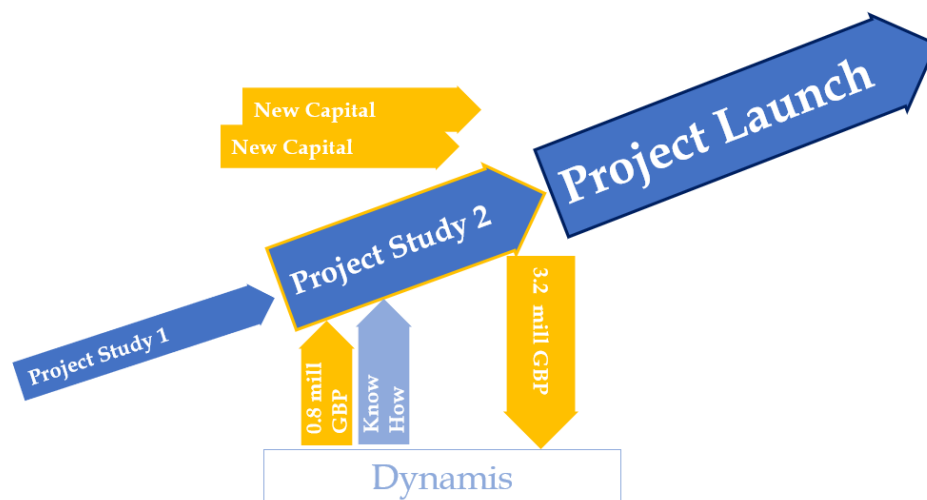 Project Launch
New Capital
New Capital
Project Study 2
Project Study 1
0.8 mill
GBP
Know
How
3.2 mill GBP
Dynamis